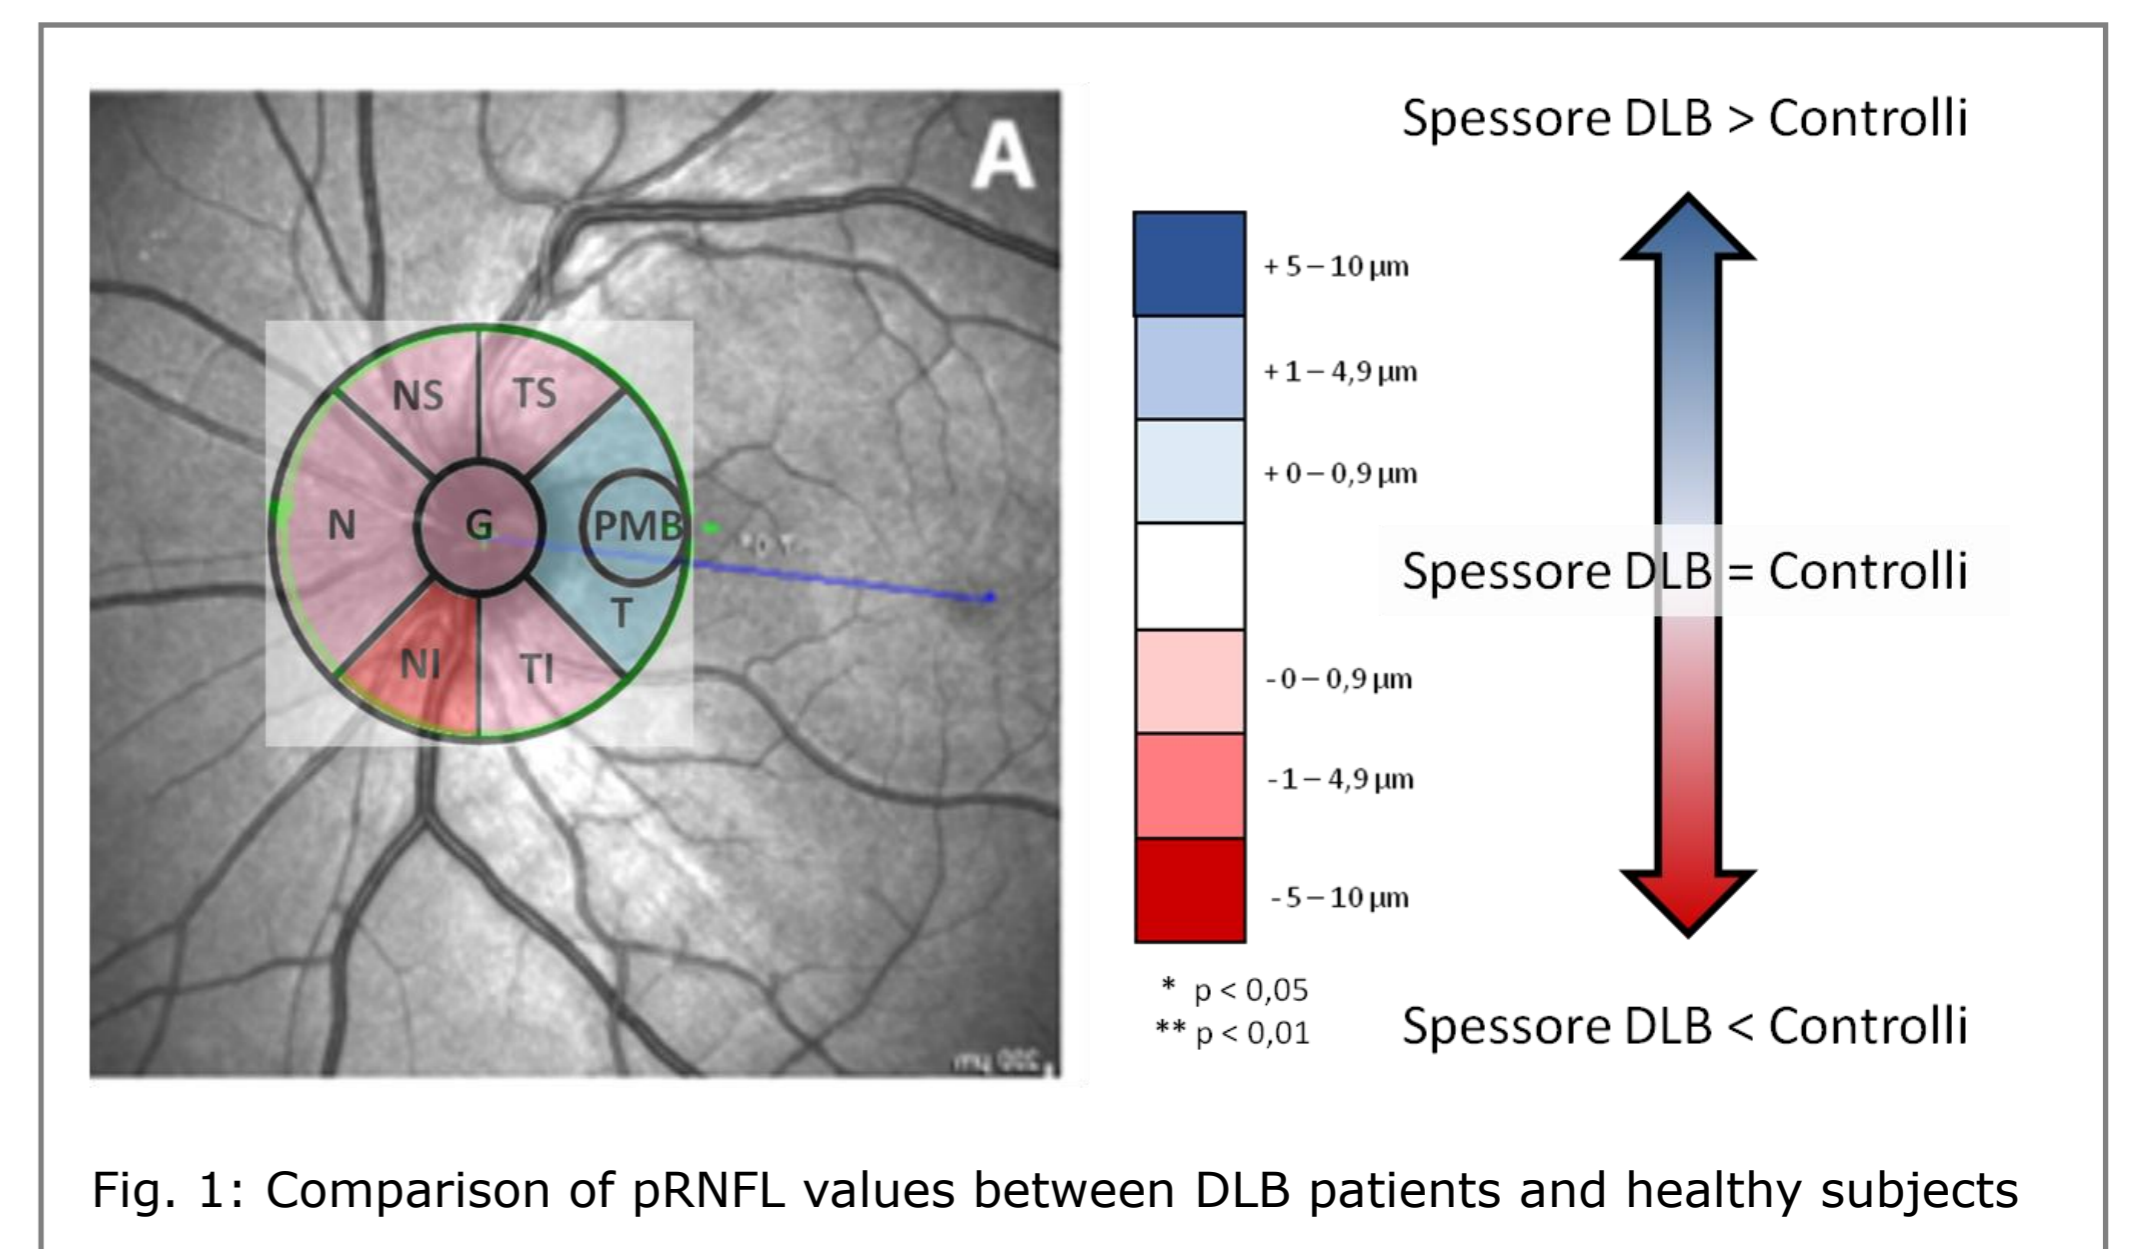 A
NS
TS
N
G
PMB
T
NI
TI
Spessore DLB > Controlli
+ 5 – 10 µm
+ 1 – 4,9 µm
+ 0 – 0,9 µm
Spessore DLB = Controlli
- 0 – 0,9 µm
- 1 – 4,9 µm
- 5 – 10 µm
* p < 0,05
** p < 0,01
Spessore DLB < Controlli
Fig. 1: Comparison of pRNFL values between DLB patients and healthy subjects